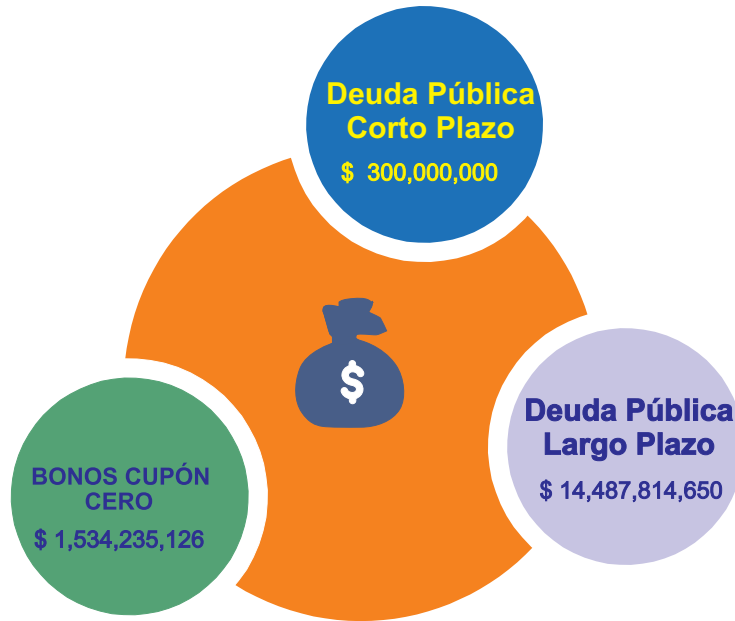 Deuda Pública
Corto Plazo
$ 300,000,000
$
Deuda Pública
Largo Plazo
$ 14,487,814,650
BONOS CUPÓN
CERO
$ 1,534,235,126